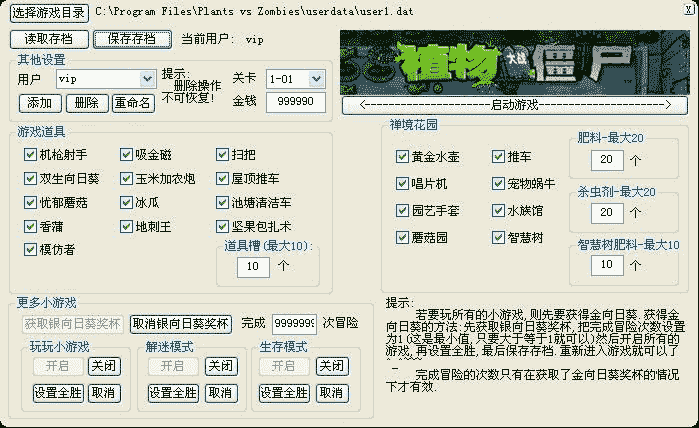 选择游戏目录 C:\Program Files\Plants vs Zombies\userdata\user1.dat
读取存档 保存存档 当前用户: vip
植物大战僵尸
<------------------启动游戏------------------>
其他设置
用户 vip 提示: 删除操作不可恢复! 关卡 1-01
添加 删除 重命名 金钱 999990
游戏道具
机枪射手 吸金磁 扫把
双生向日葵 玉米加农炮 屋顶推车
忧郁蘑菇 冰瓜 池塘清洁车
香蒲 地刺王 坚果包扎术
模仿者
道具槽(最大10):
10 个
禅境花园
黄金水壶 推车
唱片机 宠物蜗牛
园艺手套 水族馆
蘑菇园 智慧树
肥料-最大20
20 个
杀虫剂-最大20
20 个
智慧树肥料-最大10
10 个
更多小游戏
获取银向日葵奖杯 取消银向日葵奖杯 完成 9999999 次冒险
玩玩小游戏
开启 关闭
设置全胜 取消
解迷模式
开启 关闭
设置全胜 取消
生存模式
开启 关闭
设置全胜 取消
提示:
若要玩所有的小游戏,则先要获得金向日葵.获得金
向日葵的方法:先获取银向日葵奖杯,把完成冒险次数设置
为1(这是最小值,只要大于等于1就可以)然后开启所有的
游戏,再设置全胜,最后保存存档.重新进入游戏就可以了
^_^~~~
完成冒险的次数只有在获取了金向日葵奖杯的情况
下才有效.